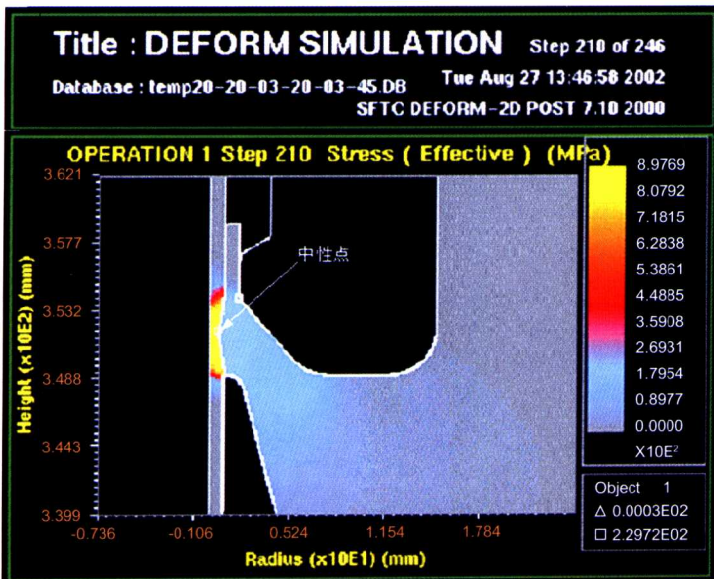 Title : DEFORM SIMULATION Step 210 of 246
Database : temp20-20-03-20-03-45.DB Tue Aug 27 13:46:58 2002
SFTC DEFORM-2D POST 7.10 2000
OPERATION 1 Step 210 Stress ( Effective ) (MPa)
3.621
3.577
3.532
3.488
3.443
3.399
Height (x10E2) (mm)
中性点
-0.736 -0.106 0.524 1.154 1.784
Radius (x10E1) (mm)
8.9769
8.0792
7.1815
6.2838
5.3861
4.4885
3.5908
2.6931
1.7954
0.8977
0.0000
X10E²
Object 1
△ 0.0003E02
□ 2.2972E02